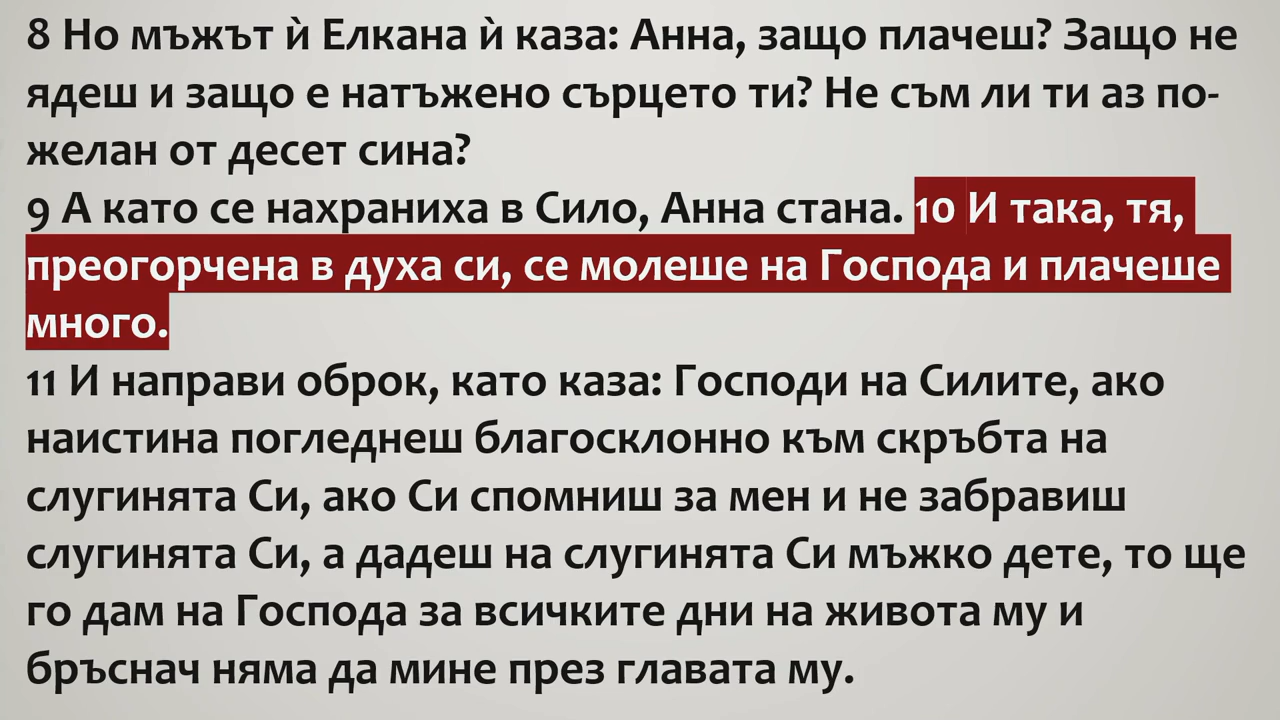 8 Но мъжът ѝ Елкана ѝ каза: Анна, защо плачеш? Защо не
ядеш и защо е натъжено сърцето ти? Не съм ли ти аз по-
желан от десет сина?
9 А като се нахраниха в Сило, Анна стана. 10 И така, тя,
преогорчена в духа си, се молеше на Господа и плачеше
много.
11 И направи оброк, като каза: Господи на Силите, ако
наистина погледнеш благосклонно към скръбта на
слугинята Си, ако Си спомниш за мен и не забравиш
слугинята Си, а дадеш на слугинята Си мъжко дете, то ще
го дам на Господа за всичките дни на живота му и
бръснач няма да мине през главата му.